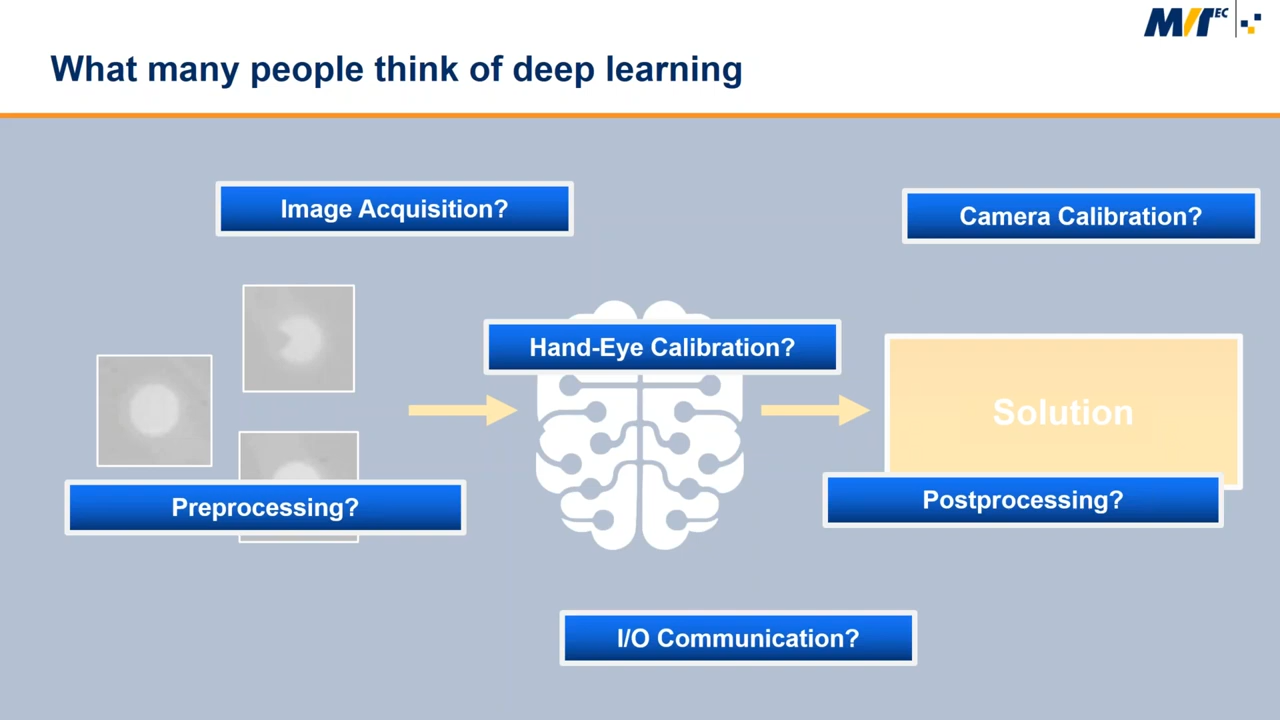 MVTEC
What many people think of deep learning
Image Acquisition?
Camera Calibration?
Hand-Eye Calibration?
Solution
Preprocessing?
Postprocessing?
I/O Communication?